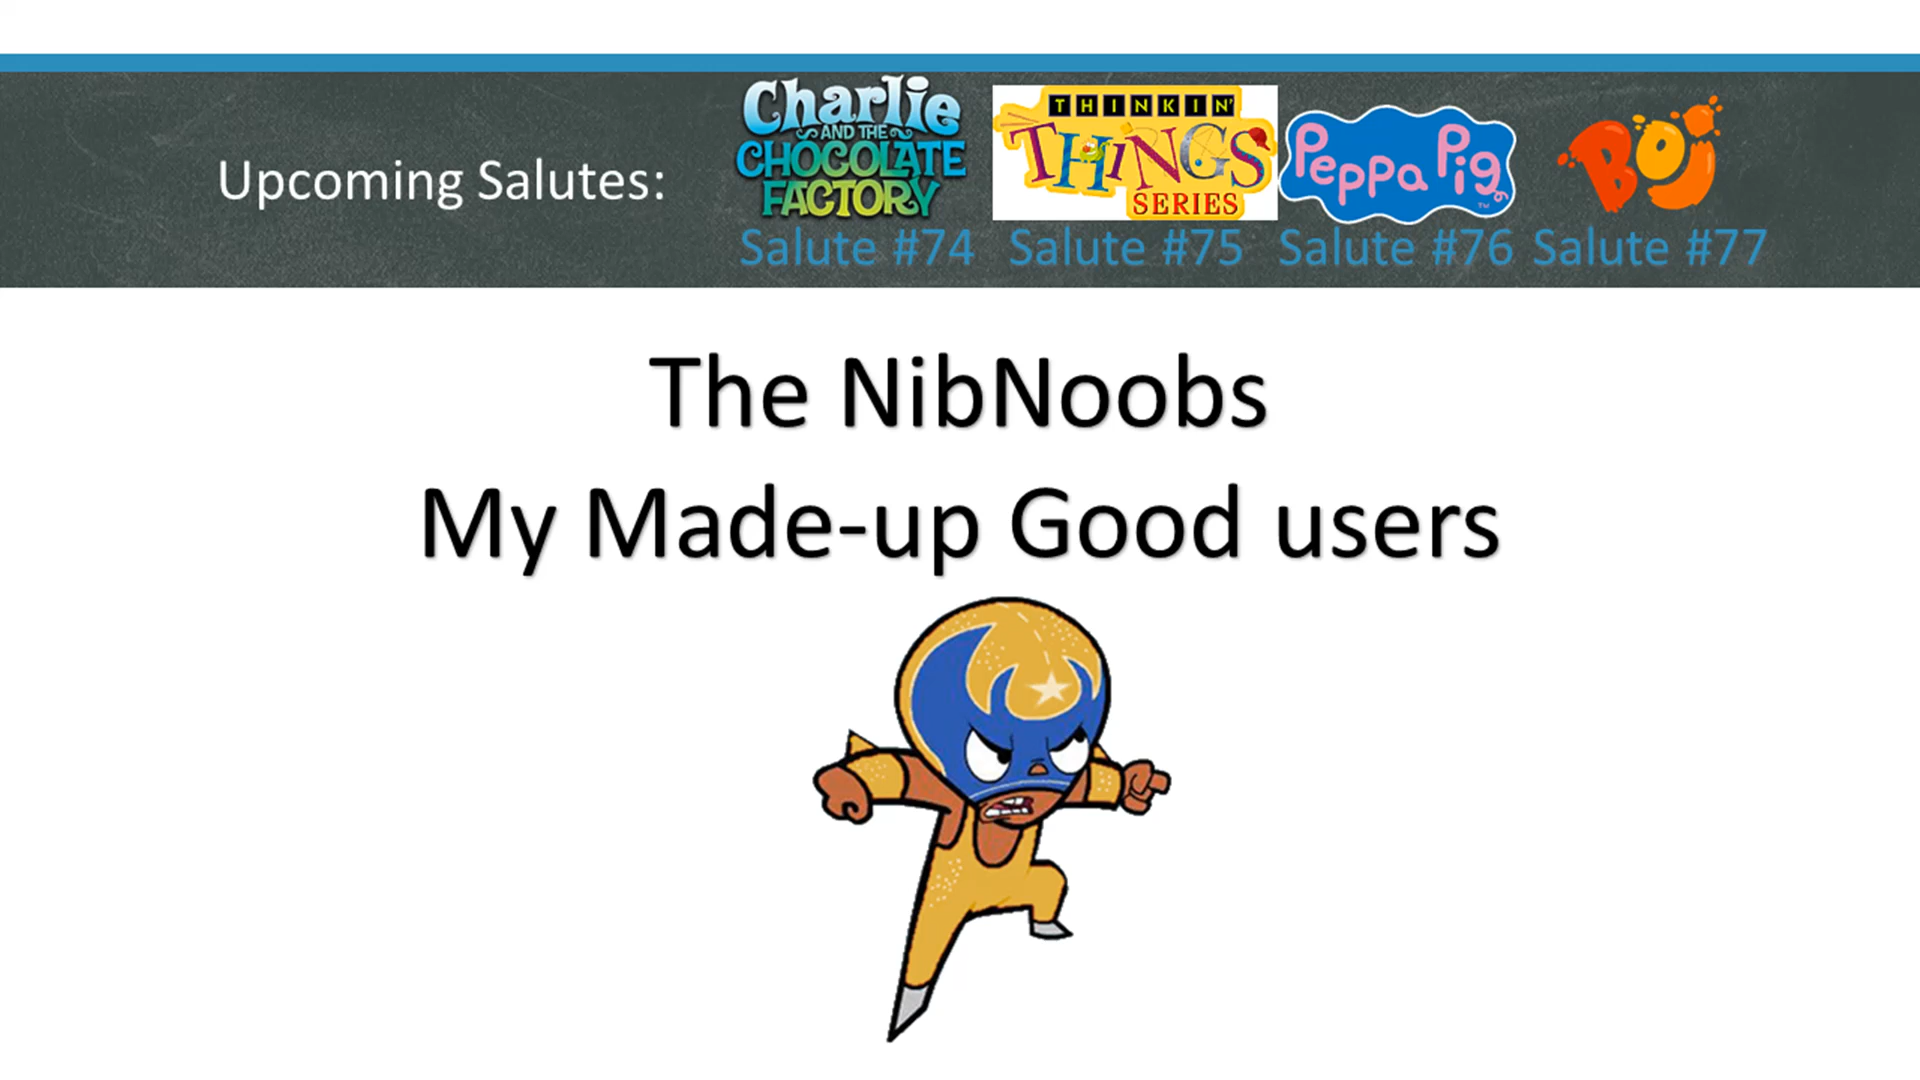 Upcoming Salutes:
Charlie
AND THE
CHOCOLATE
FACTORY
THINKIN'
THINGS
SERIES
Peppa Pig
TM
BOJ
Salute #74 Salute #75 Salute #76 Salute #77
The NibNoobs
My Made-up Good users